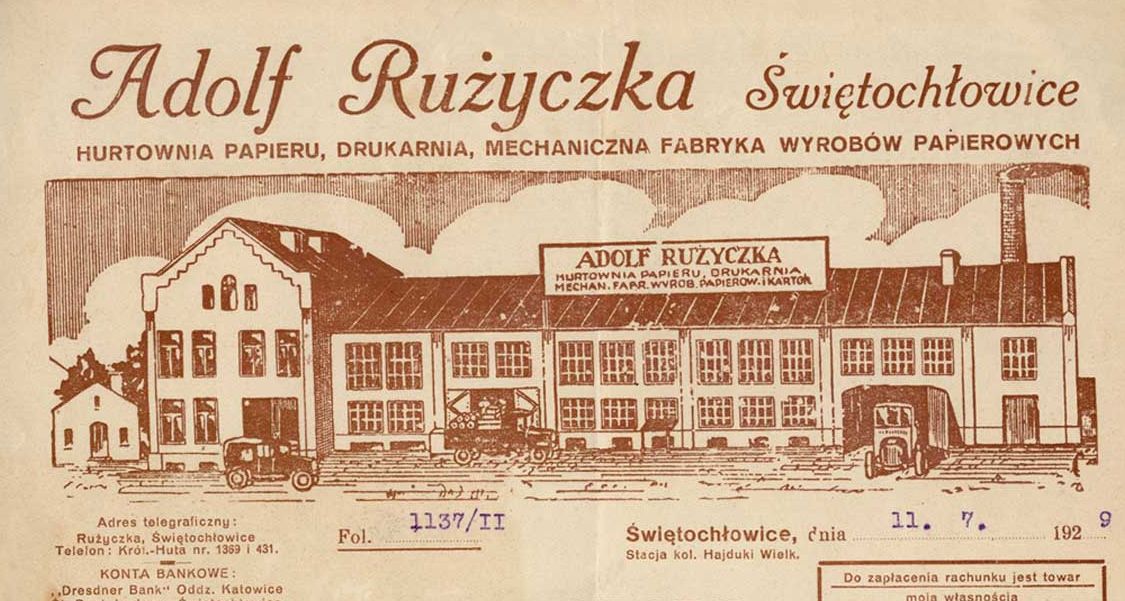 Adolf Rużyczka Świętochłowice
HURTOWNIA PAPIERU, DRUKARNIA, MECHANICZNA FABRYKA WYROBÓW PAPIEROWYCH
ADOLF RUŻYCZKA
HURTOWNIA PAPIERU, DRUKARNIA,
MECHAN. FABR. WYROB. PAPIEROW. i KARTON
Adres telegraficzny:
Rużyczka, Świętochłowice
Telefon: Król.-Huta nr. 1369 i 431.
KONTA BANKOWE:
„Dresdner Bank“ Oddz. Katowice
Fol. 1137/II
Świętochłowice, dnia 11. 7. 1929
Stacja kol. Hajduki Wielk.
Do zapłacenia rachunku jest towar
moją własnością